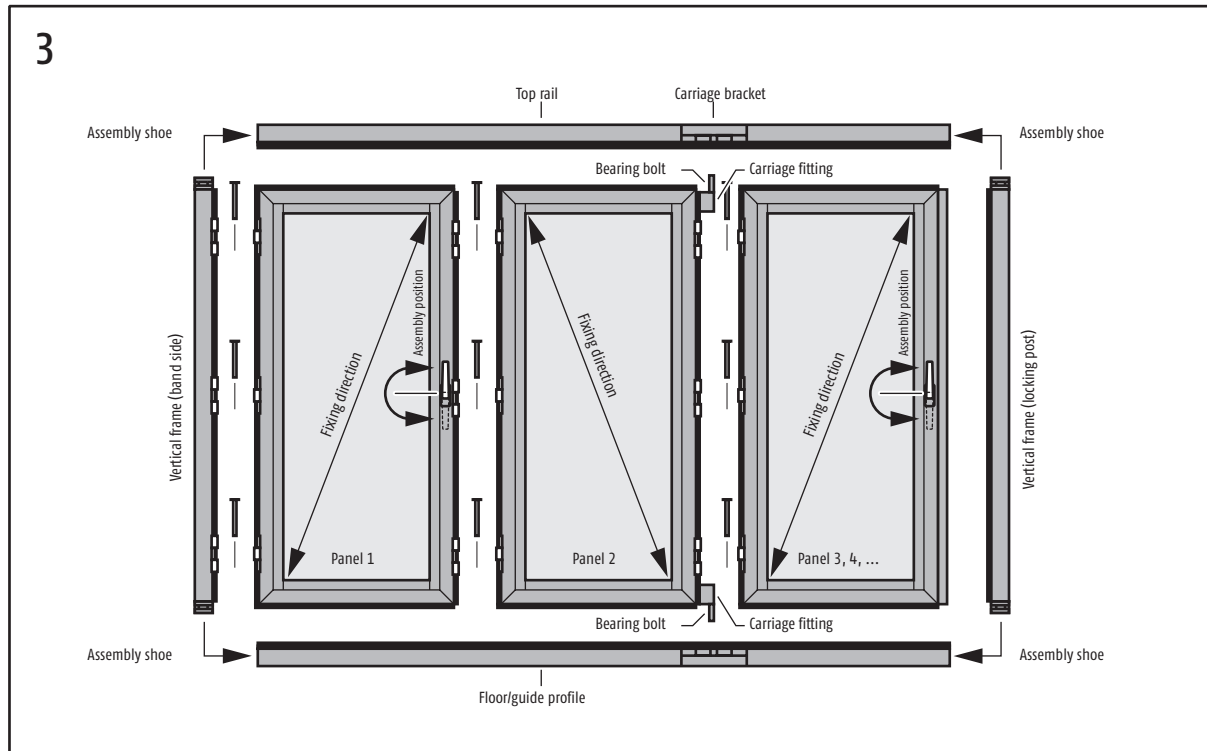 3
Top rail
Carriage bracket
Assembly shoe
Assembly shoe
Bearing bolt
Carriage fitting
Vertical frame (band side)
Fixing direction
Assembly position
Panel 1
Fixing direction
Panel 2
Fixing direction
Assembly position
Panel 3, 4, ...
Vertical frame (locking post)
Bearing bolt
Carriage fitting
Assembly shoe
Assembly shoe
Floor/guide profile